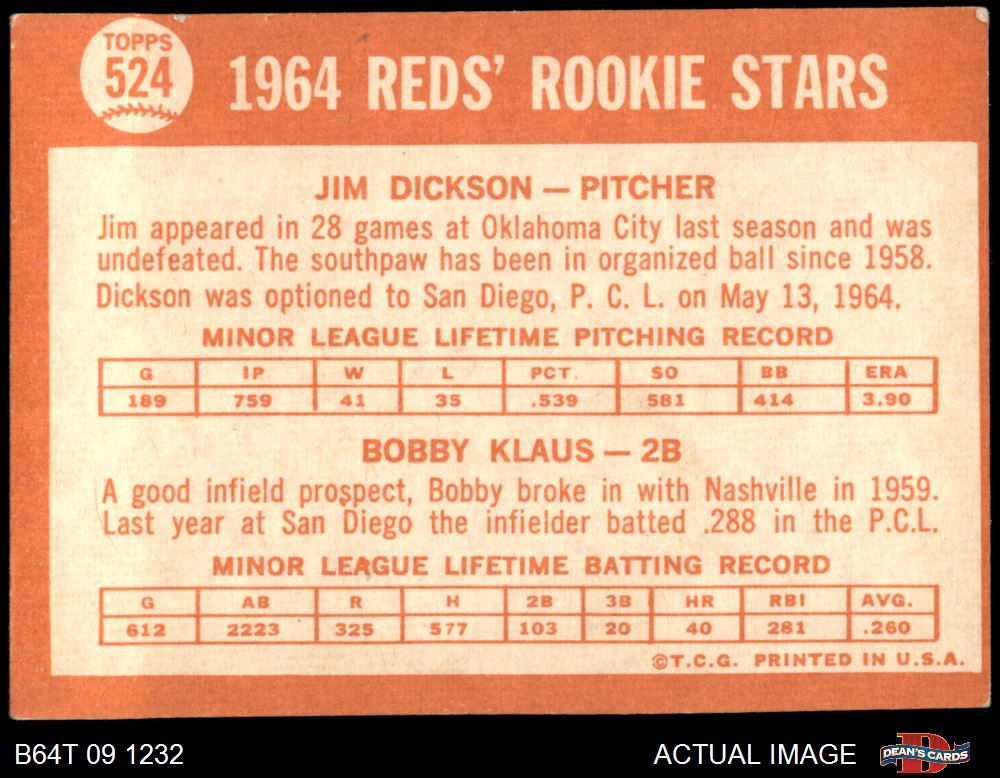 TOPPS
524
1964 REDS' ROOKIE STARS
JIM DICKSON — PITCHER
Jim appeared in 28 games at Oklahoma City last season and was
undefeated. The southpaw has been in organized ball since 1958.
Dickson was optioned to San Diego, P. C. L. on May 13, 1964.
MINOR LEAGUE LIFETIME PITCHING RECORD
G IP W L PCT. SO BB ERA
189 759 41 35 .539 581 414 3.90
BOBBY KLAUS — 2B
A good infield prospect, Bobby broke in with Nashville in 1959.
Last year at San Diego the infielder batted .288 in the P.C.L.
MINOR LEAGUE LIFETIME BATTING RECORD
G AB R H 2B 3B HR RBI AVG.
612 2223 325 577 103 20 40 281 .260
©T.C.G. PRINTED IN U.S.A.
B64T 09 1232
ACTUAL IMAGE
D
DEAN'S CARDS